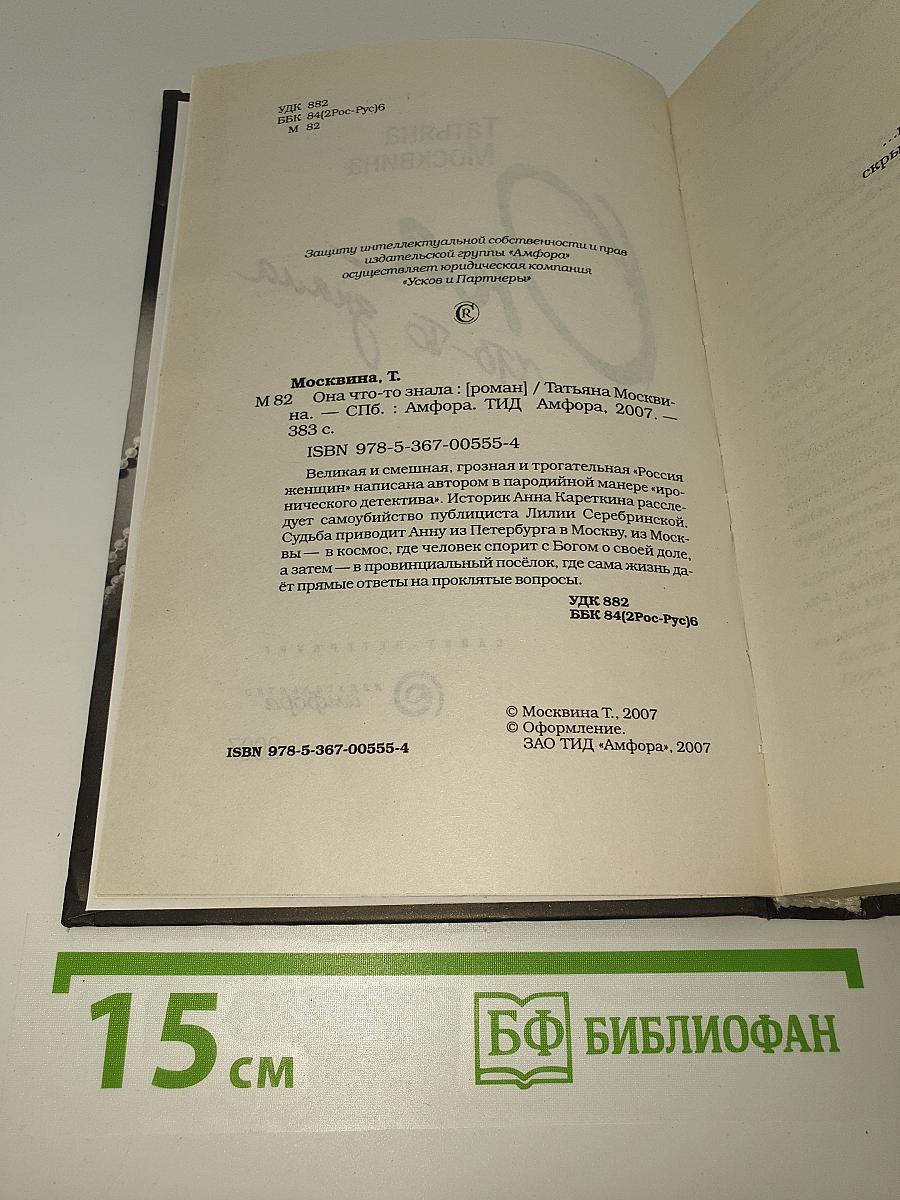 УДК 882
ББК 84(2Рос-Рус)6
М 82
Защиту интеллектуальной собственности и прав
издательской группы «Амфора»
осуществляет юридическая компания
«Усков и Партнеры»
Москвина, Т.
М 82 Она что-то знала : [роман] / Татьяна Москви-
на. — СПб. : Амфора. ТИД Амфора, 2007. —
383 с.
ISBN 978-5-367-00555-4
Великая и смешная, грозная и трогательная «Россия
женщин» написана автором в пародийной манере «иро-
нического детектива». Историк Анна Кареткина рассле-
дует самоубийство публициста Лилии Серебринской.
Судьба приводит Анну из Петербурга в Москву, из Моск-
вы — в космос, где человек спорит с Богом о своей доле,
а затем — в провинциальный посёлок, где сама жизнь да-
ёт прямые ответы на проклятые вопросы.
УДК 882
ББК 84(2Рос-Рус)6
© Москвина Т., 2007
© Оформление.
ЗАО ТИД «Амфора», 2007
ISBN 978-5-367-00555-4
15 см
БФ БИБЛИОФАН